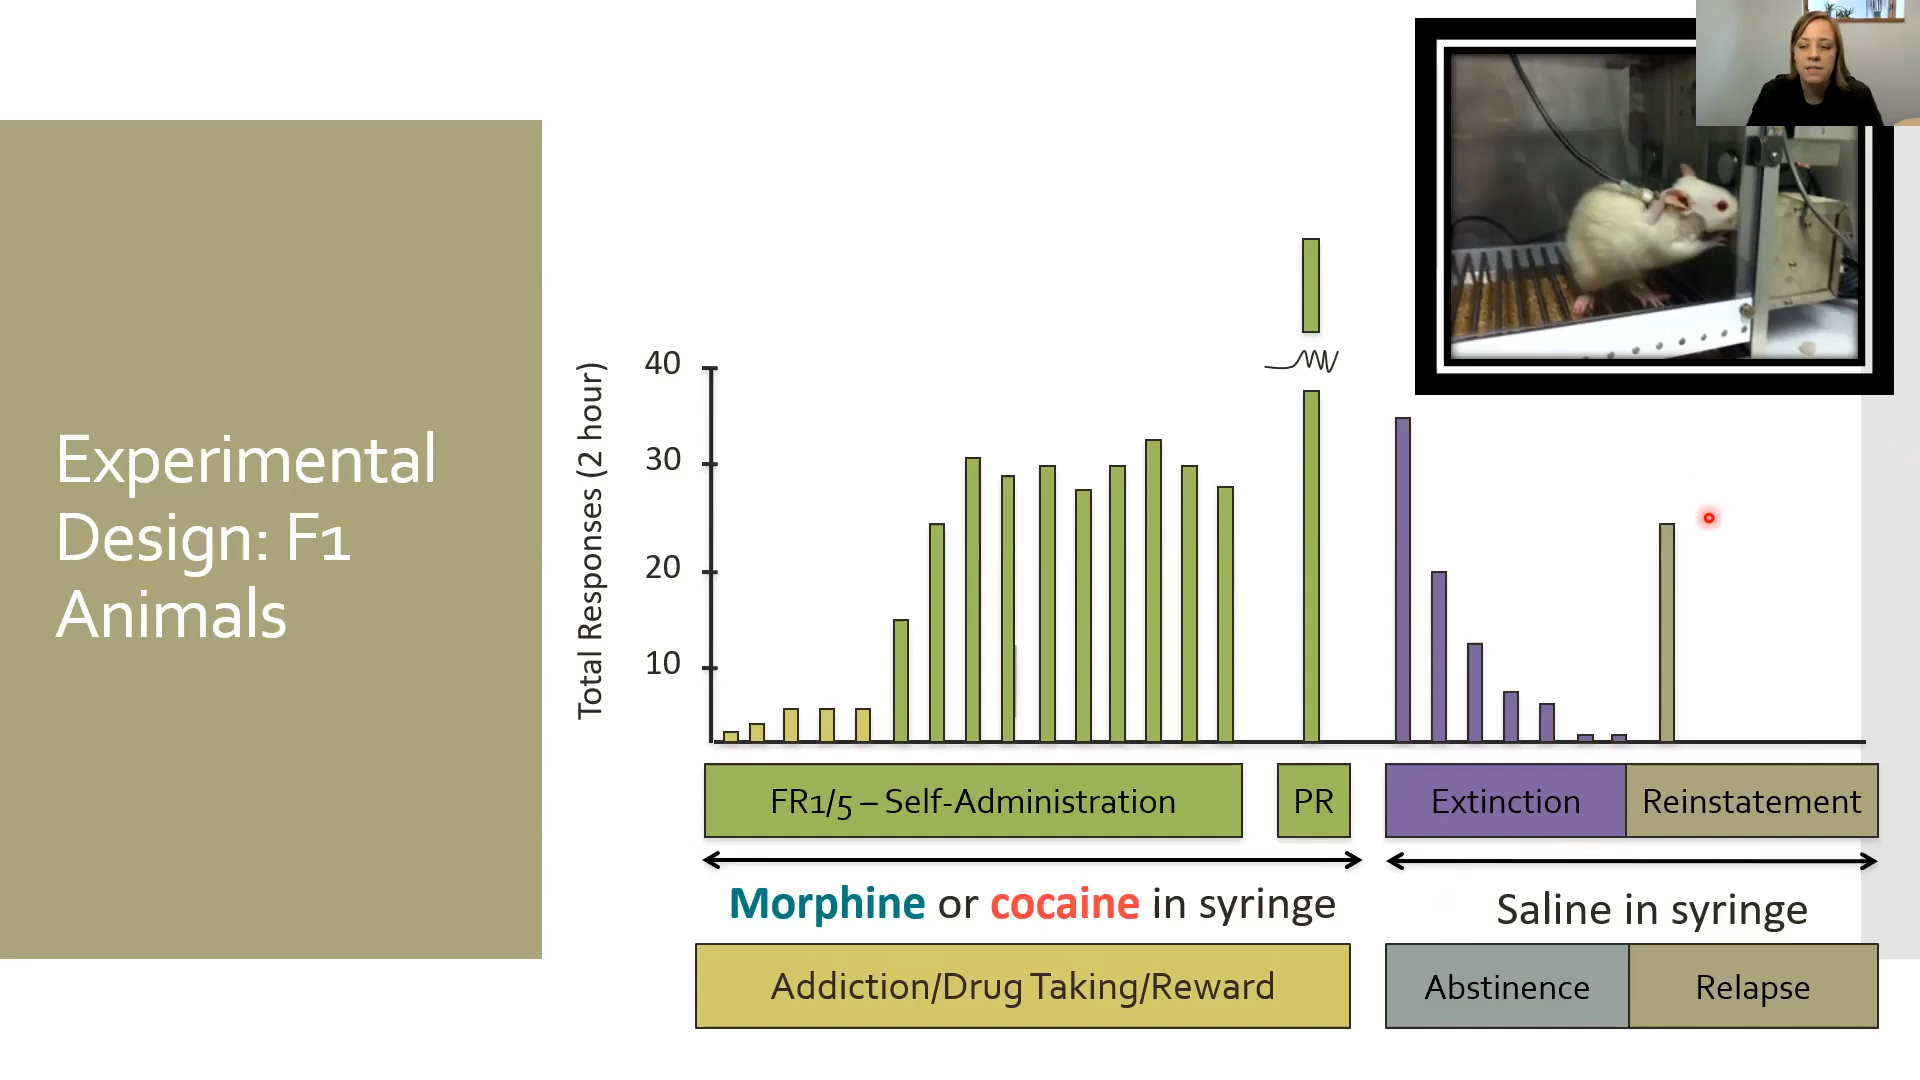 Experimental
Design: F1
Animals
Total Responses (2 hour)
40
30
20
10
FR1/5 – Self-Administration
PR
Extinction
Reinstatement
Morphine or cocaine in syringe
Saline in syringe
Addiction/Drug Taking/Reward
Abstinence
Relapse